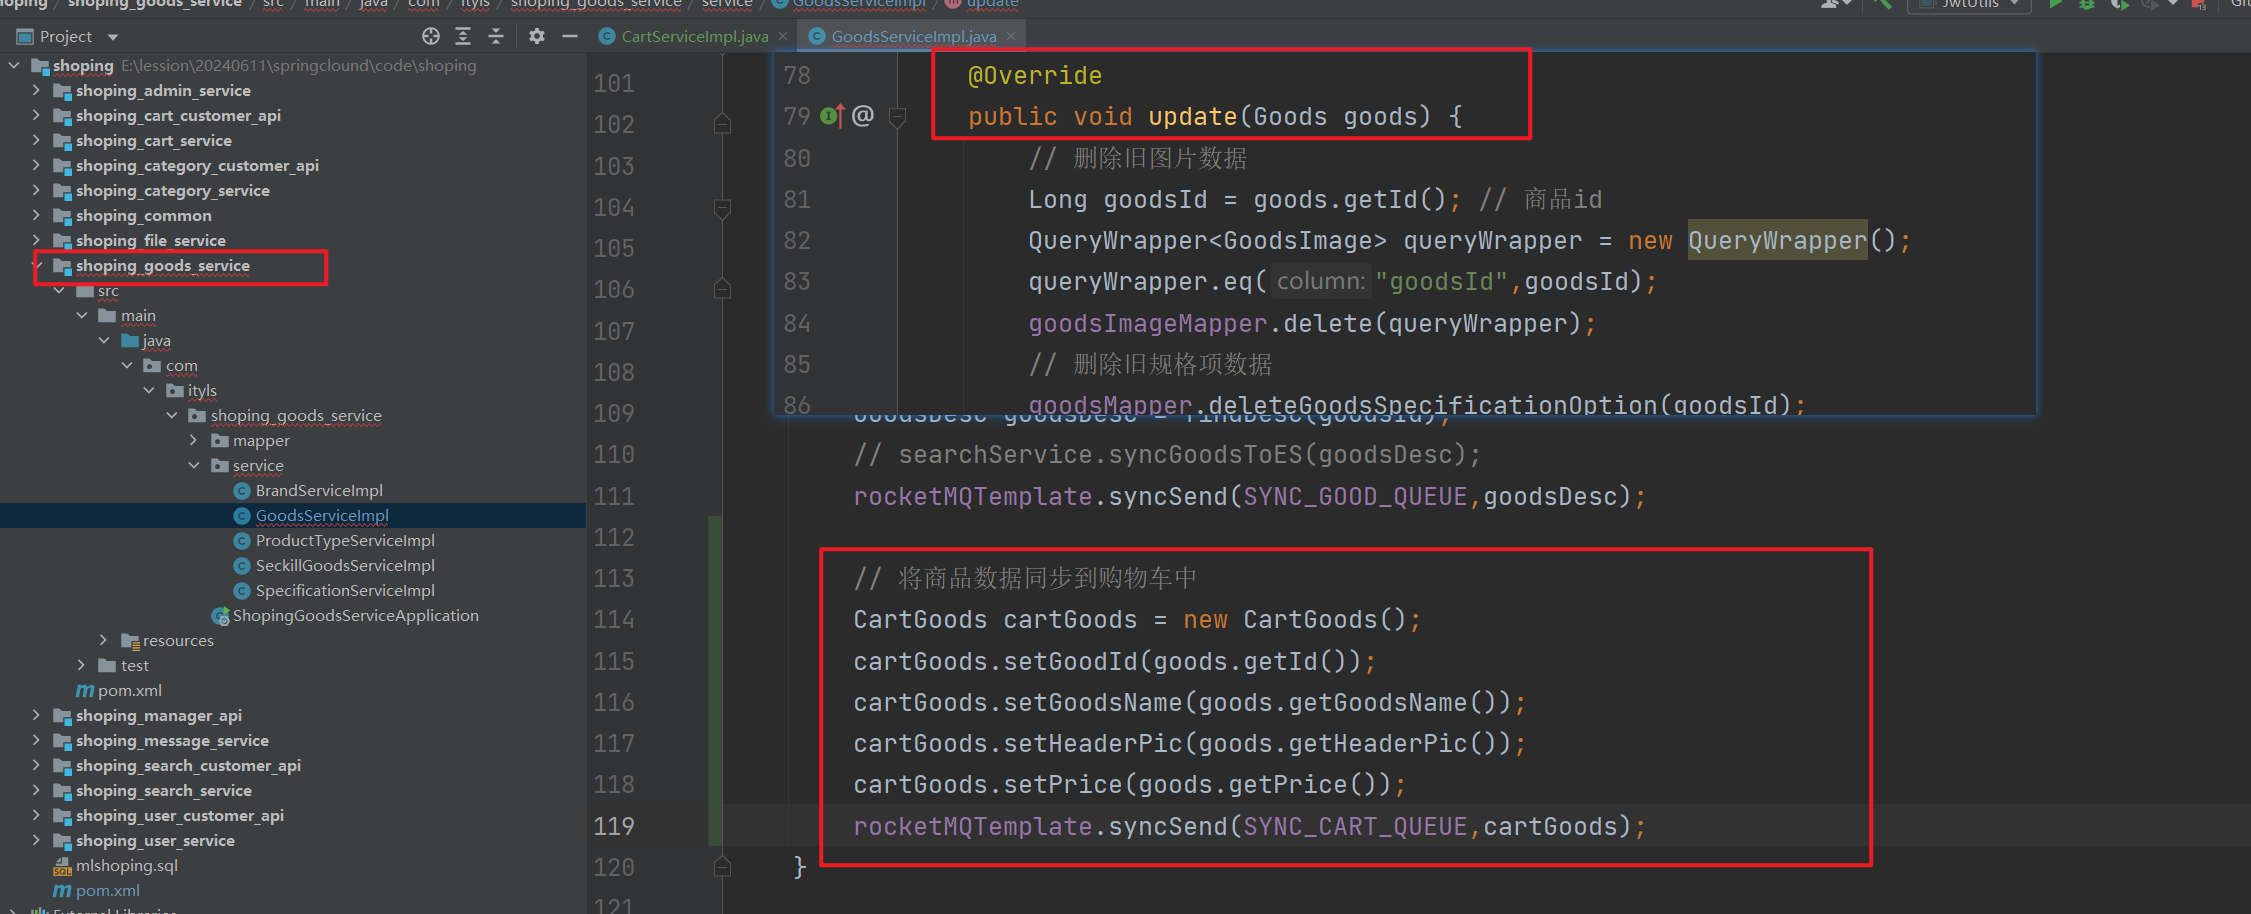 shoping_goods_service src main java com ityls shoping_goods_service service GoodsServiceImpl update
JwtUtils
Project
CartServiceImpl.java
GoodsServiceImpl.java
shoping E:\lession\20240611\springclound\code\shoping
shoping_admin_service
shoping_cart_customer_api
shoping_cart_service
shoping_category_customer_api
shoping_category_service
shoping_common
shoping_file_service
shoping_goods_service
src
main
java
com
ityls
shoping_goods_service
mapper
service
BrandServiceImpl
GoodsServiceImpl
ProductTypeServiceImpl
SeckillGoodsServiceImpl
SpecificationServiceImpl
ShopingGoodsServiceApplication
resources
test
pom.xml
shoping_manager_api
shoping_message_service
shoping_search_customer_api
shoping_search_service
shoping_user_customer_api
shoping_user_service
mlshoping.sql
pom.xml
External Libraries
78 @Override
79 public void update(Goods goods) {
80 // 删除旧图片数据
81 Long goodsId = goods.getId(); // 商品id
82 QueryWrapper<GoodsImage> queryWrapper = new QueryWrapper();
83 queryWrapper.eq( column: "goodsId",goodsId);
84 goodsImageMapper.delete(queryWrapper);
85 // 删除旧规格项数据
86 goodsMapper.deleteGoodsSpecificationOption(goodsId);
101
102
103
104
105
106
107
108
109 GoodsDesc goodsDesc = findDesc(goodsId);
110 // searchService.syncGoodsToES(goodsDesc);
111 rocketMQTemplate.syncSend(SYNC_GOOD_QUEUE,goodsDesc);
112
113 // 将商品数据同步到购物车中
114 CartGoods cartGoods = new CartGoods();
115 cartGoods.setGoodId(goods.getId());
116 cartGoods.setGoodsName(goods.getGoodsName());
117 cartGoods.setHeaderPic(goods.getHeaderPic());
118 cartGoods.setPrice(goods.getPrice());
119 rocketMQTemplate.syncSend(SYNC_CART_QUEUE,cartGoods);
120 }
121